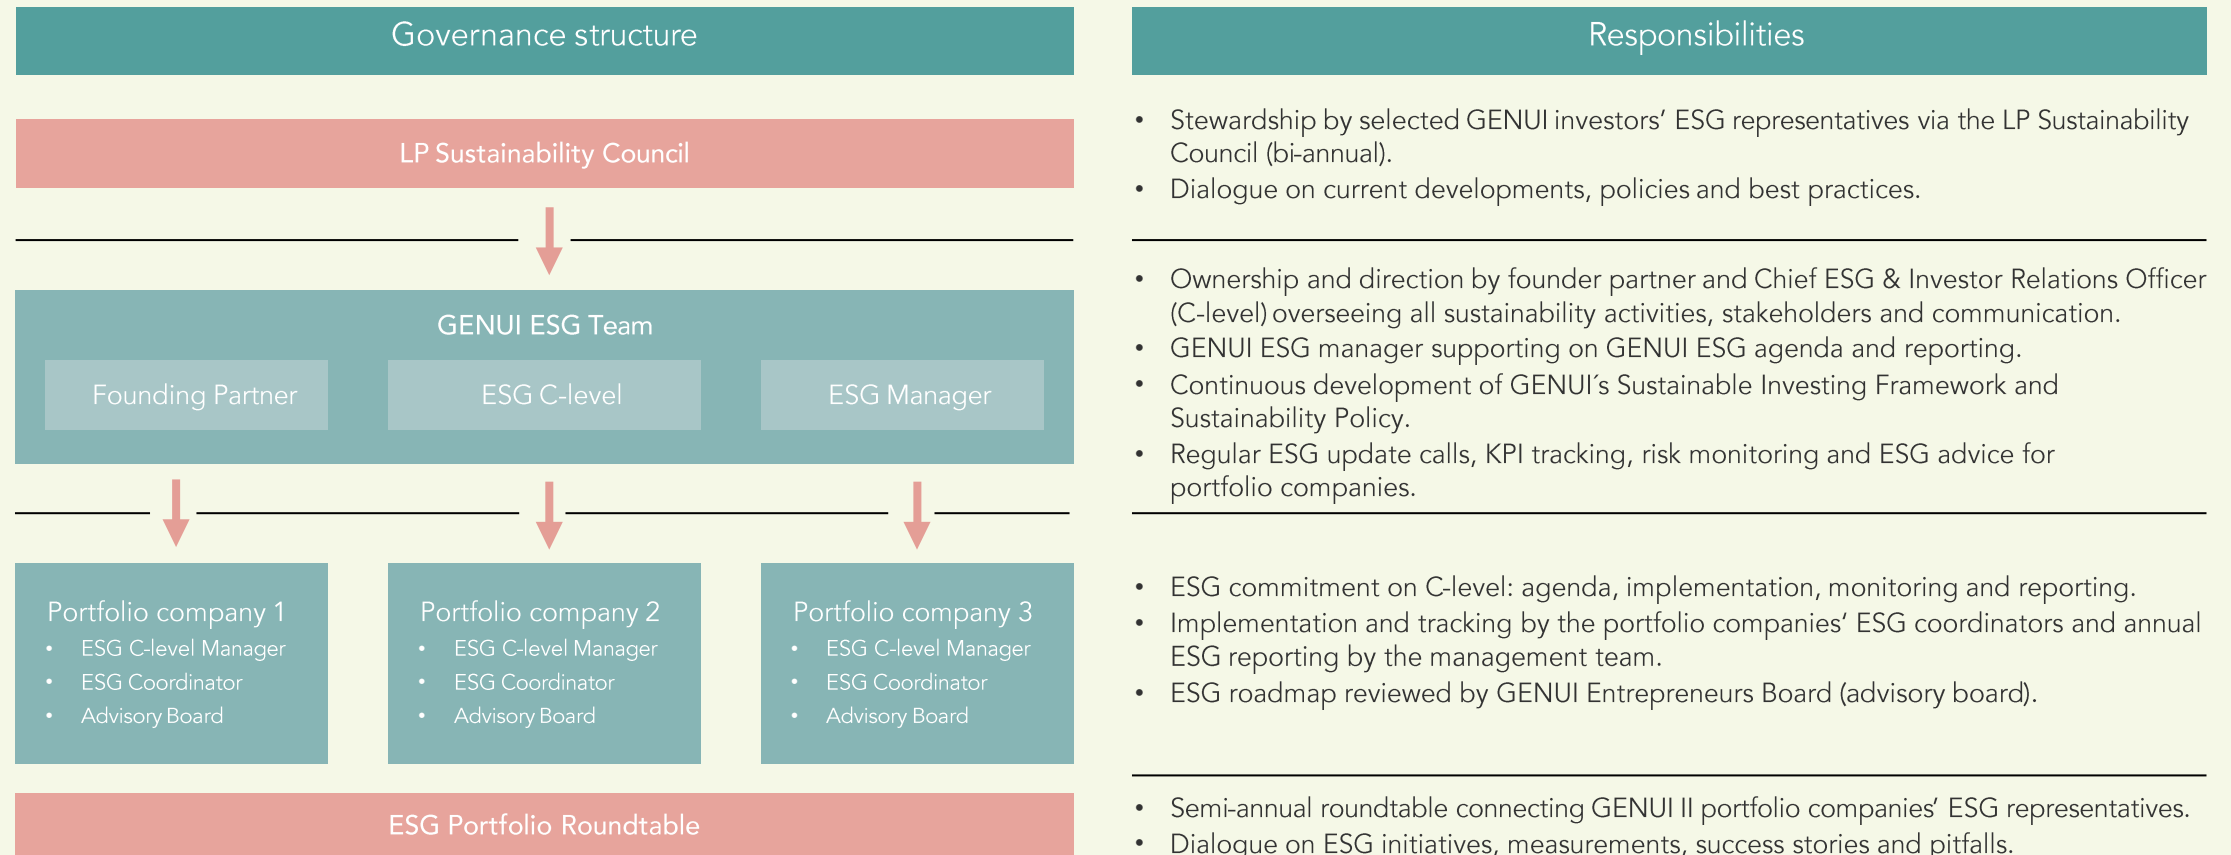 Governance structure
LP Sustainability Council
GENUI ESG Team
Founding Partner
ESG C-level
ESG Manager
Portfolio company 1
• ESG C-level Manager
• ESG Coordinator
• Advisory Board
Portfolio company 2
• ESG C-level Manager
• ESG Coordinator
• Advisory Board
Portfolio company 3
• ESG C-level Manager
• ESG Coordinator
• Advisory Board
ESG Portfolio Roundtable
Responsibilities
• Stewardship by selected GENUI investors’ ESG representatives via the LP Sustainability
Council (bi-annual).
• Dialogue on current developments, policies and best practices.
• Ownership and direction by founder partner and Chief ESG & Investor Relations Officer
(C-level) overseeing all sustainability activities, stakeholders and communication.
• GENUI ESG manager supporting on GENUI ESG agenda and reporting.
• Continuous development of GENUI´s Sustainable Investing Framework and
Sustainability Policy.
• Regular ESG update calls, KPI tracking, risk monitoring and ESG advice for
portfolio companies.
• ESG commitment on C-level: agenda, implementation, monitoring and reporting.
• Implementation and tracking by the portfolio companies’ ESG coordinators and annual
ESG reporting by the management team.
• ESG roadmap reviewed by GENUI Entrepreneurs Board (advisory board).
• Semi-annual roundtable connecting GENUI II portfolio companies’ ESG representatives.
• Dialogue on ESG initiatives, measurements, success stories and pitfalls.